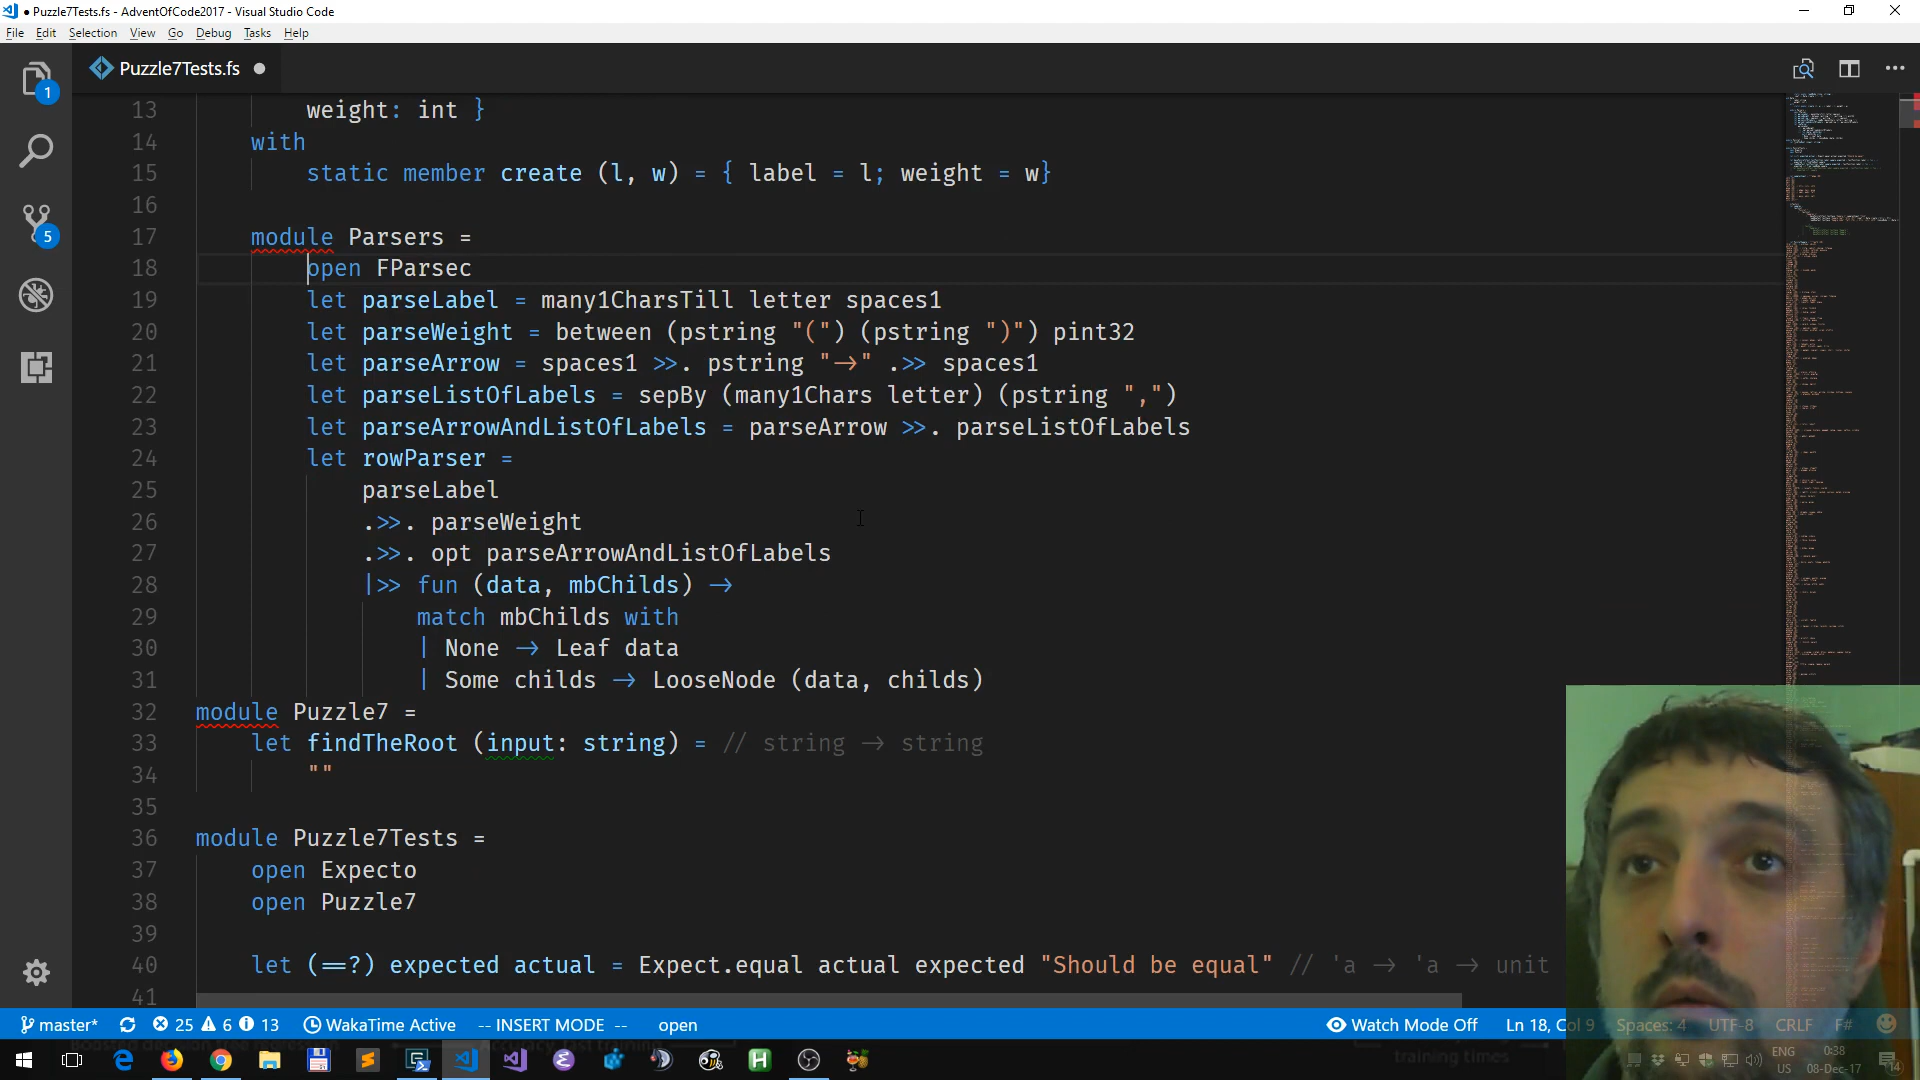 ● Puzzle7Tests.fs - AdventOfCode2017 - Visual Studio Code
File Edit Selection View Go Debug Tasks Help
1
Puzzle7Tests.fs ●
13 weight: int }
14 with
15 static member create (l, w) = { label = l; weight = w}
16
17 module Parsers =
18 open FParsec
19 let parseLabel = many1CharsTill letter spaces1
20 let parseWeight = between (pstring "(") (pstring ")") pint32
21 let parseArrow = spaces1 >>. pstring "->" .>> spaces1
22 let parseListOfLabels = sepBy (many1Chars letter) (pstring ",")
23 let parseArrowAndListOfLabels = parseArrow >>. parseListOfLabels
24 let rowParser =
25 parseLabel
26 .>>. parseWeight
27 .>>. opt parseArrowAndListOfLabels
28 |>> fun (data, mbChilds) ->
29 match mbChilds with
30 | None -> Leaf data
31 | Some childs -> LooseNode (data, childs)
32 module Puzzle7 =
33 let findTheRoot (input: string) = // string -> string
34 ""
35
36 module Puzzle7Tests =
37 open Expecto
38 open Puzzle7
39
40 let (==?) expected actual = Expect.equal actual expected "Should be equal" // 'a -> 'a -> unit
41
5
master* 25 6 13 WakaTime Active -- INSERT MODE -- open Watch Mode Off Ln 18, Col 9 Spaces: 4 UTF-8 CRLF F#
training times
ENG
US
0:38
08-Dec-17
14